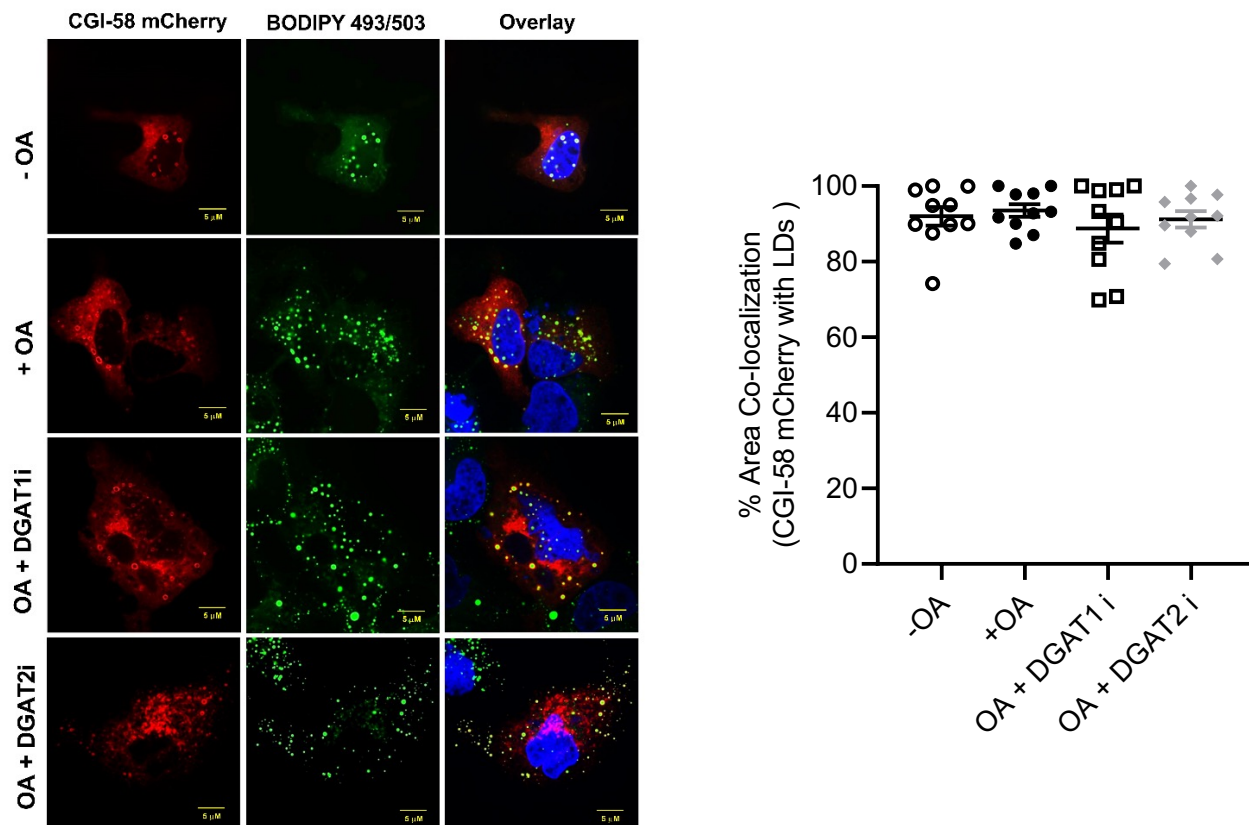 CGI-58 mCherry BODIPY 493/503 Overlay
- OA
5 μM 5 μM 5 μM
+ OA
5 μM 5 μM 5 μM
OA + DGAT1i
5 μM 5 μM 5 μM
OA + DGAT2i
5 μM 5 μM 5 μM
% Area Co-localization
(CGI-58 mCherry with LDs )
100
80
60
40
20
0
-OA
+OA
OA + DGAT1 i
OA + DGAT2 i